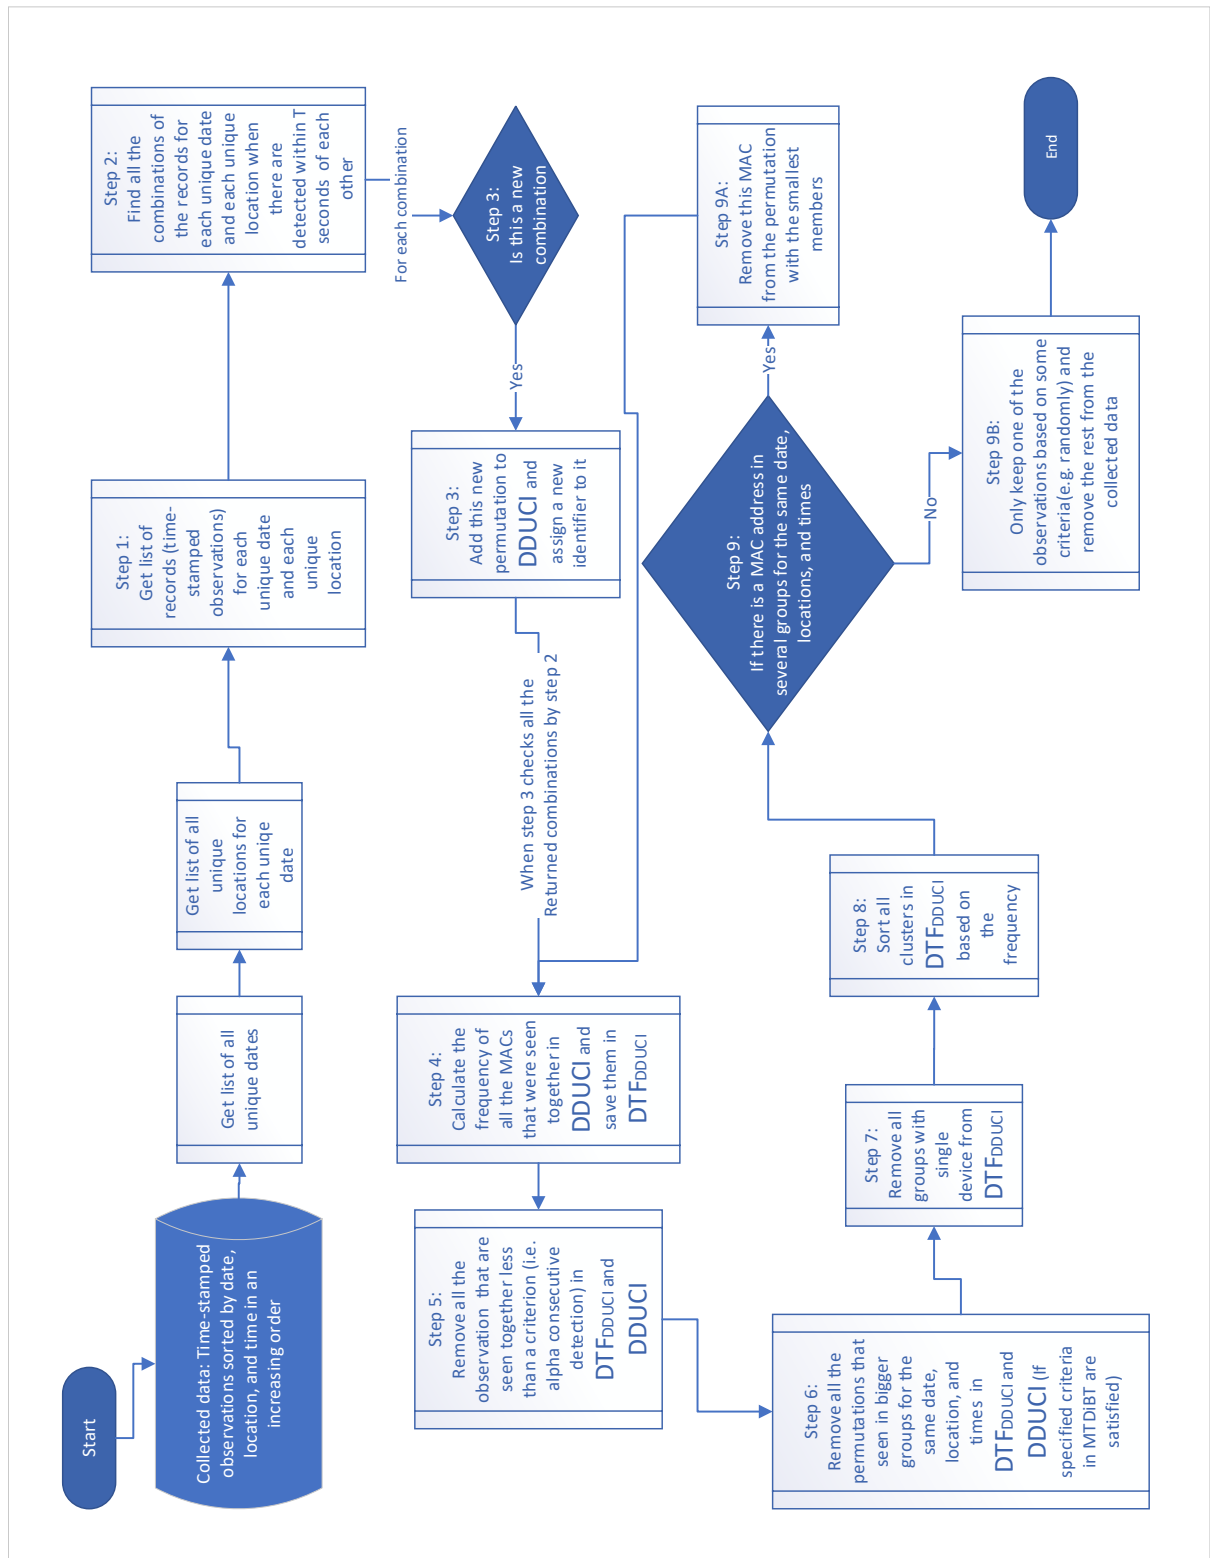 Start
Collected data: Time-stamped
observations sorted by date,
location, and time in an
increasing order
Get list of all
unique dates
Get list of all
unique
locations for
each uniqe
date
Step 1:
Get list of
records (time-
stamped
observations)
for each
unique date
and each
unique
location
Step 2:
Find all the
combinations of
the records for
each unique date
and each unique
location when
there are
detected within T
seconds of each
other
For each combination
Step 3:
Is this a new
combination
Yes
Step 3:
Add this new
permutation to
DDUCI and
assign a new
identifier to it
When step 3 checks all the
Returned combinations by step 2
Step 4:
Calculate the
frequency of
all the MACs
that were seen
together in
DDUCI and
save them in
DTFDDUCI
Step 5:
Remove all the
observation that are
seen together less
than a criterion (i.e.
alpha consecutive
detection) in
DTFDDUCI and
DDUCI
Step 6:
Remove all the
permutations that
seen in bigger
groups for the
same date,
location, and
times in
DTFDDUCI and
DDUCI (If
specified criteria
in MTDiBT are
satisfied)
Step 7:
Remove all
groups with
single
device from
DTFDDUCI
Step 8:
Sort all
clusters in
DTFDDUCI
based on
the
frequency
Step 9:
If there is a MAC address in
several groups for the same date,
locations, and times
Yes
Step 9A:
Remove this MAC
from the permutation
with the smallest
members
No
Step 9B:
Only keep one of the
observations based on some
criteria(e.g. randomly) and
remove the rest from the
collected data
End